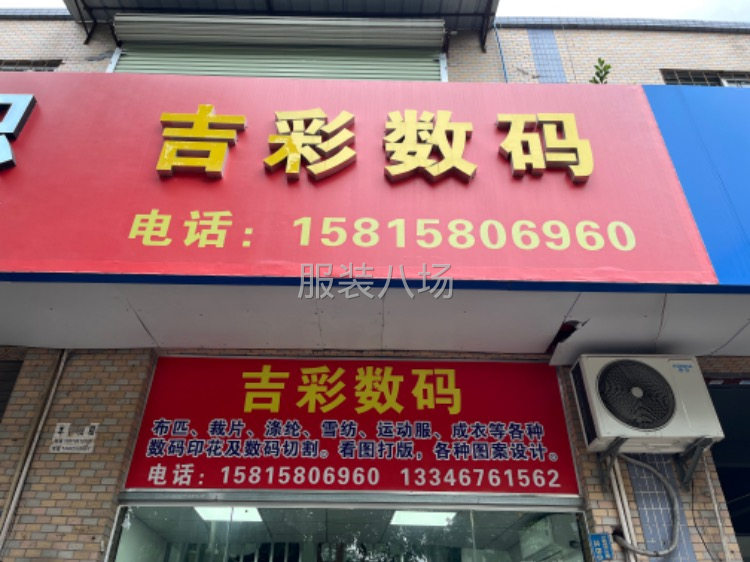 吉彩数码
电话：15815806960
服装八场
吉彩数码
布匹、裁片、涤纶、雪纺、运动服、成衣等各种
数码印花及数码切割。看图打版，各种图案设计。
电话：15815806960 13346761562